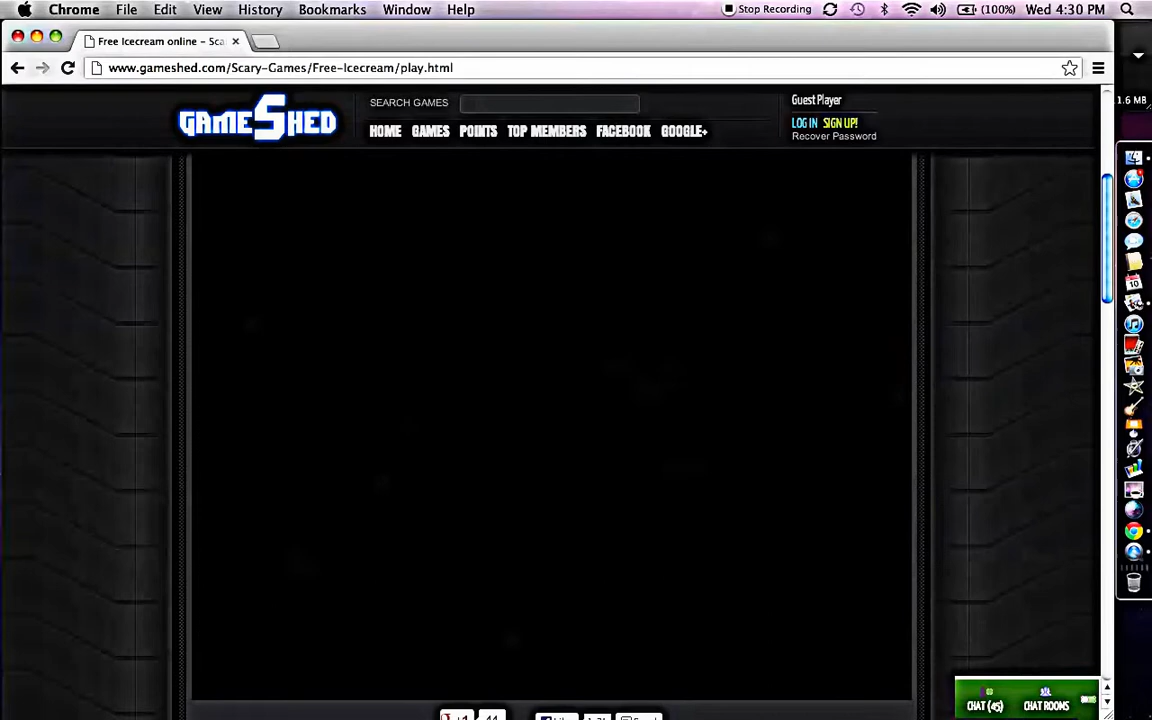 Chrome File Edit View History Bookmarks Window Help Stop Recording (100%) Wed 4:30 PM
Free Icecream online – Sca
www.gameshed.com/Scary-Games/Free-Icecream/play.html
1.6 MB
GAMESHED
SEARCH GAMES
Guest Player
HOME GAMES POINTS TOP MEMBERS FACEBOOK GOOGLE+
LOG IN SIGN UP!
Recover Password
CHAT (45) CHAT ROOMS